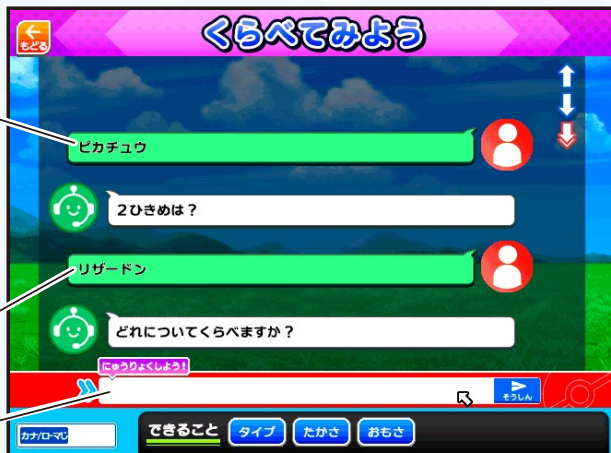 もどる
くらべてみよう
ピカチュウ
2ひきめは?
リザードン
どれについてくらべますか?
にゅうりょくしよう!
そうしん
カナ/ローマじ
できること タイプ たかさ おもさ